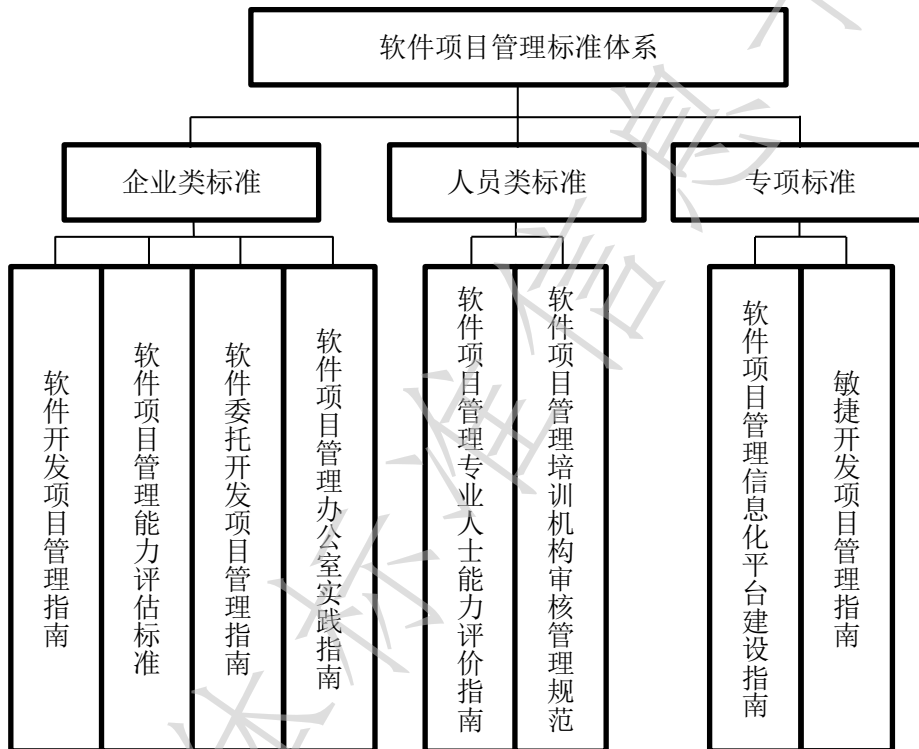 软件项目管理标准体系
企业类标准
人员类标准
专项标准
软件开发项目管理指南
软件项目管理能力评估标准
软件委托开发项目管理指南
软件项目管理办公室实践指南
软件项目管理专业人士能力评价指南
软件项目管理培训机构审核管理规范
软件项目管理信息化平台建设指南
敏捷开发项目管理指南
体标准信息